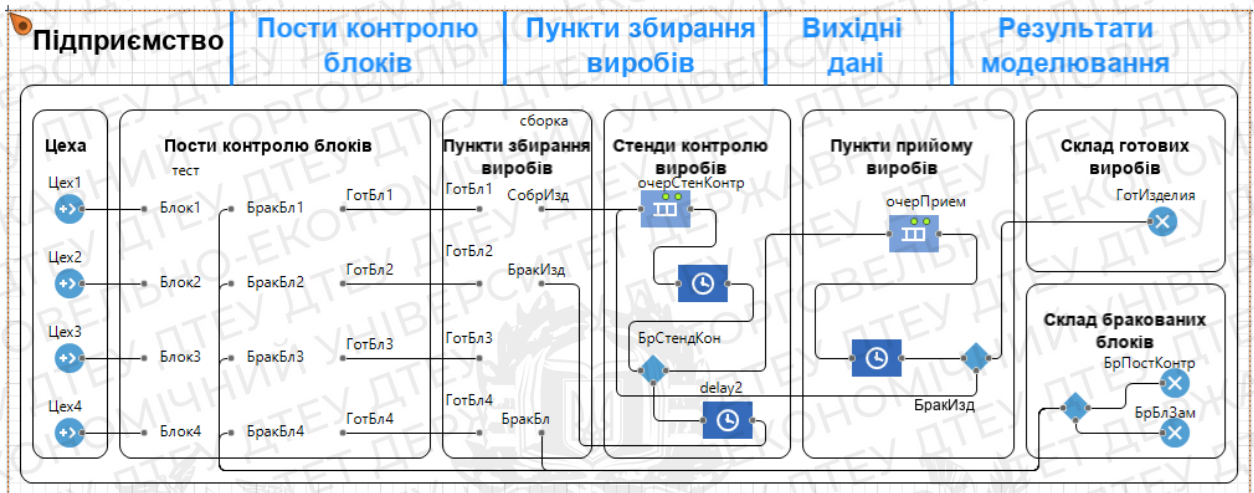 Підприємство
Пости контролю
блоків
Пункти збирання
виробів
Вихідні
дані
Результати
моделювання
Цеха
Цех1
Цех2
Цех3
Цех4
Пости контролю блоків
тест
Блок1
БракБл1
ГотБл1
Блок2
БракБл2
ГотБл2
Блок3
БракБл3
ГотБл3
Блок4
БракБл4
ГотБл4
сборка
Пункти збирання
виробів
ГотБл1
СобрИзд
ГотБл2
БракИзд
ГотБл3
ГотБл4
БракБл
Стенди контролю
виробів
очерСтенКонтр
БрСтендКон
delay2
Пункти прийому
виробів
очерПрием
БракИзд
Склад готових
виробів
ГотИзделия
Склад бракованих
блоків
БрПостКонтр
БрБлЗам